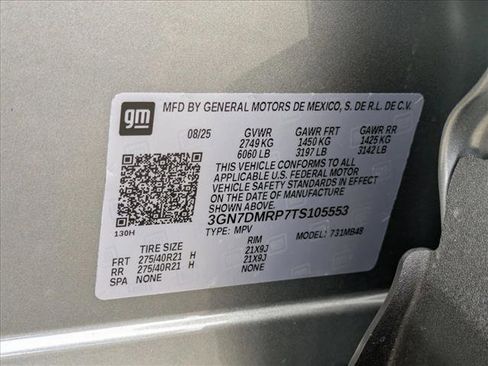 gm
MFD BY GENERAL MOTORS DE MEXICO, S. DE R.L. DE C.V.
08/25 GVWR GAWR FRT GAWR RR
2749 KG 1450 KG 1425 KG
6060 LB 3197 LB 3142 LB
THIS VEHICLE CONFORMS TO ALL
APPLICABLE U.S. FEDERAL MOTOR
VEHICLE SAFETY STANDARDS IN EFFECT ON THE
DATE OF MANUFACTURE SHOWN ABOVE.
3GN7DMRP7TS105553
130H TYPE: MPV MODEL: 731MB48
TIRE SIZE RIM
FRT 275/40R21 H 21X9J
RR 275/40R21 H 21X9J
SPA NONE NONE